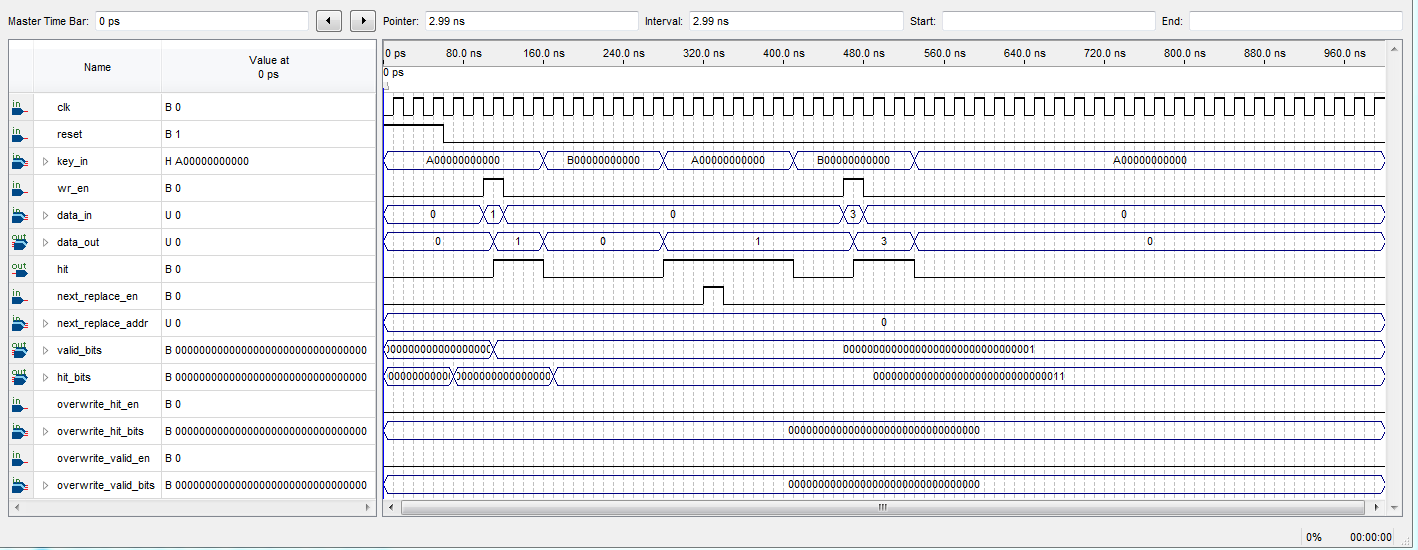 Master Time Bar: 0 ps Pointer: 2.99 ns Interval: 2.99 ns Start: End:
Name Value at 0 ps
0 ps 80.0 ns 160.0 ns 240.0 ns 320.0 ns 400.0 ns 480.0 ns 560.0 ns 640.0 ns 720.0 ns 800.0 ns 880.0 ns 960.0 ns
0 ps
in clk B 0
in reset B 1
in key_in H A00000000000 A00000000000 B00000000000 A00000000000 B00000000000 A00000000000
in wr_en B 0
in data_in U 0 0 1 0 3 0
out data_out U 0 0 1 0 1 3 0
out hit B 0
in next_replace_en B 0
in next_replace_addr U 0 0
out valid_bits B 00000000000000000000000000000000 00000000000000000000000000000001
out hit_bits B 00000000000000000000000000000000 00000000000000000000000000000011
in overwrite_hit_en B 0
in overwrite_hit_bits B 00000000000000000000000000000000 00000000000000000000000000000000
in overwrite_valid_en B 0
in overwrite_valid_bits B 00000000000000000000000000000000 00000000000000000000000000000000
0% 00:00:00